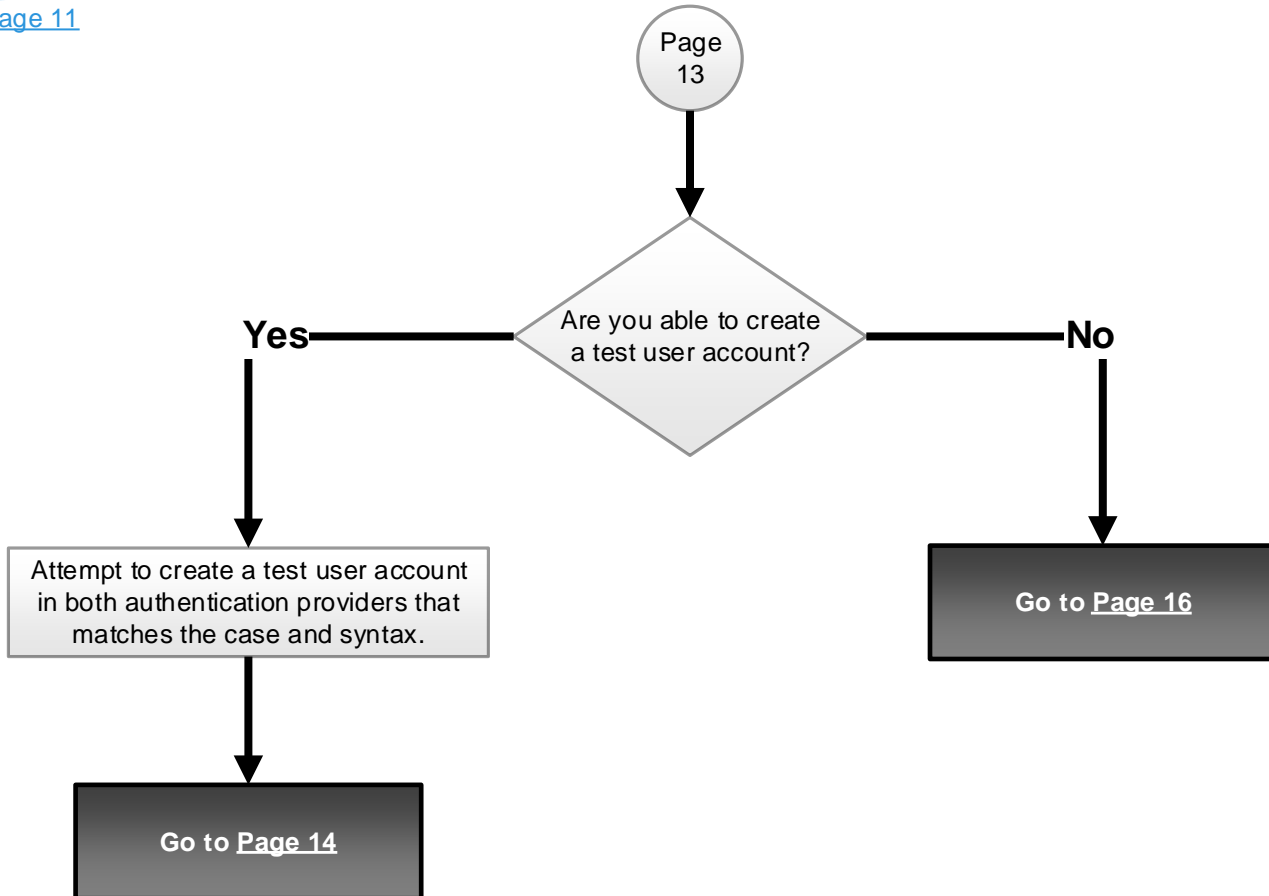 age 11
Page
13
Are you able to create
a test user account?
Yes
No
Attempt to create a test user account
in both authentication providers that
matches the case and syntax.
Go to Page 16
Go to Page 14